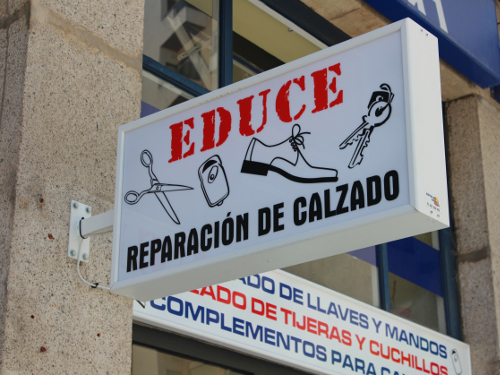 EDUCE
REPARACIÓN DE CALZADO
DE LLAVES Y MANDOS
DE TIJERAS Y CUCHILLOS
COMPLEMENTOS PARA